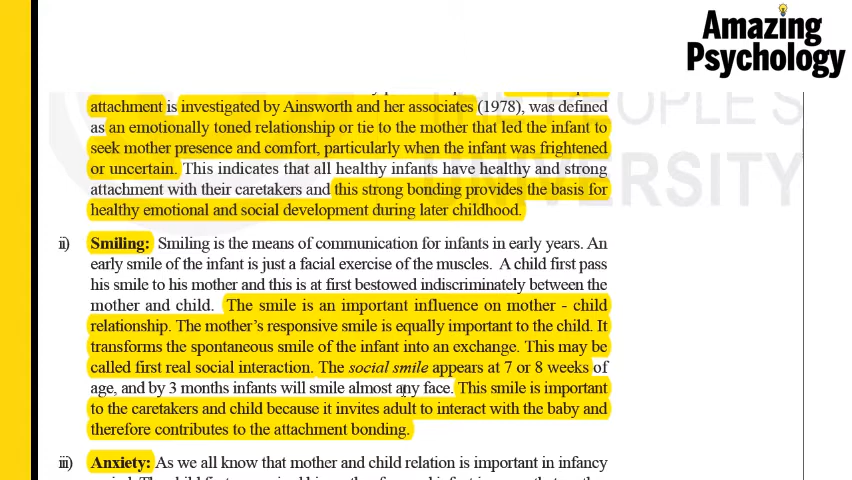 Amazing
Psychology
attachment is investigated by Ainsworth and her associates (1978), was defined
as an emotionally toned relationship or tie to the mother that led the infant to
seek mother presence and comfort, particularly when the infant was frightened
or uncertain. This indicates that all healthy infants have healthy and strong
attachment with their caretakers and this strong bonding provides the basis for
healthy emotional and social development during later childhood.
ii) Smiling: Smiling is the means of communication for infants in early years. An
early smile of the infant is just a facial exercise of the muscles. A child first pass
his smile to his mother and this is at first bestowed indiscriminately between the
mother and child. The smile is an important influence on mother - child
relationship. The mother's responsive smile is equally important to the child. It
transforms the spontaneous smile of the infant into an exchange. This may be
called first real social interaction. The social smile appears at 7 or 8 weeks of
age, and by 3 months infants will smile almost any face. This smile is important
to the caretakers and child because it invites adult to interact with the baby and
therefore contributes to the attachment bonding.
iii) Anxiety: As we all know that mother and child relation is important in infancy
PEOPLE'S
UNIVERSITY